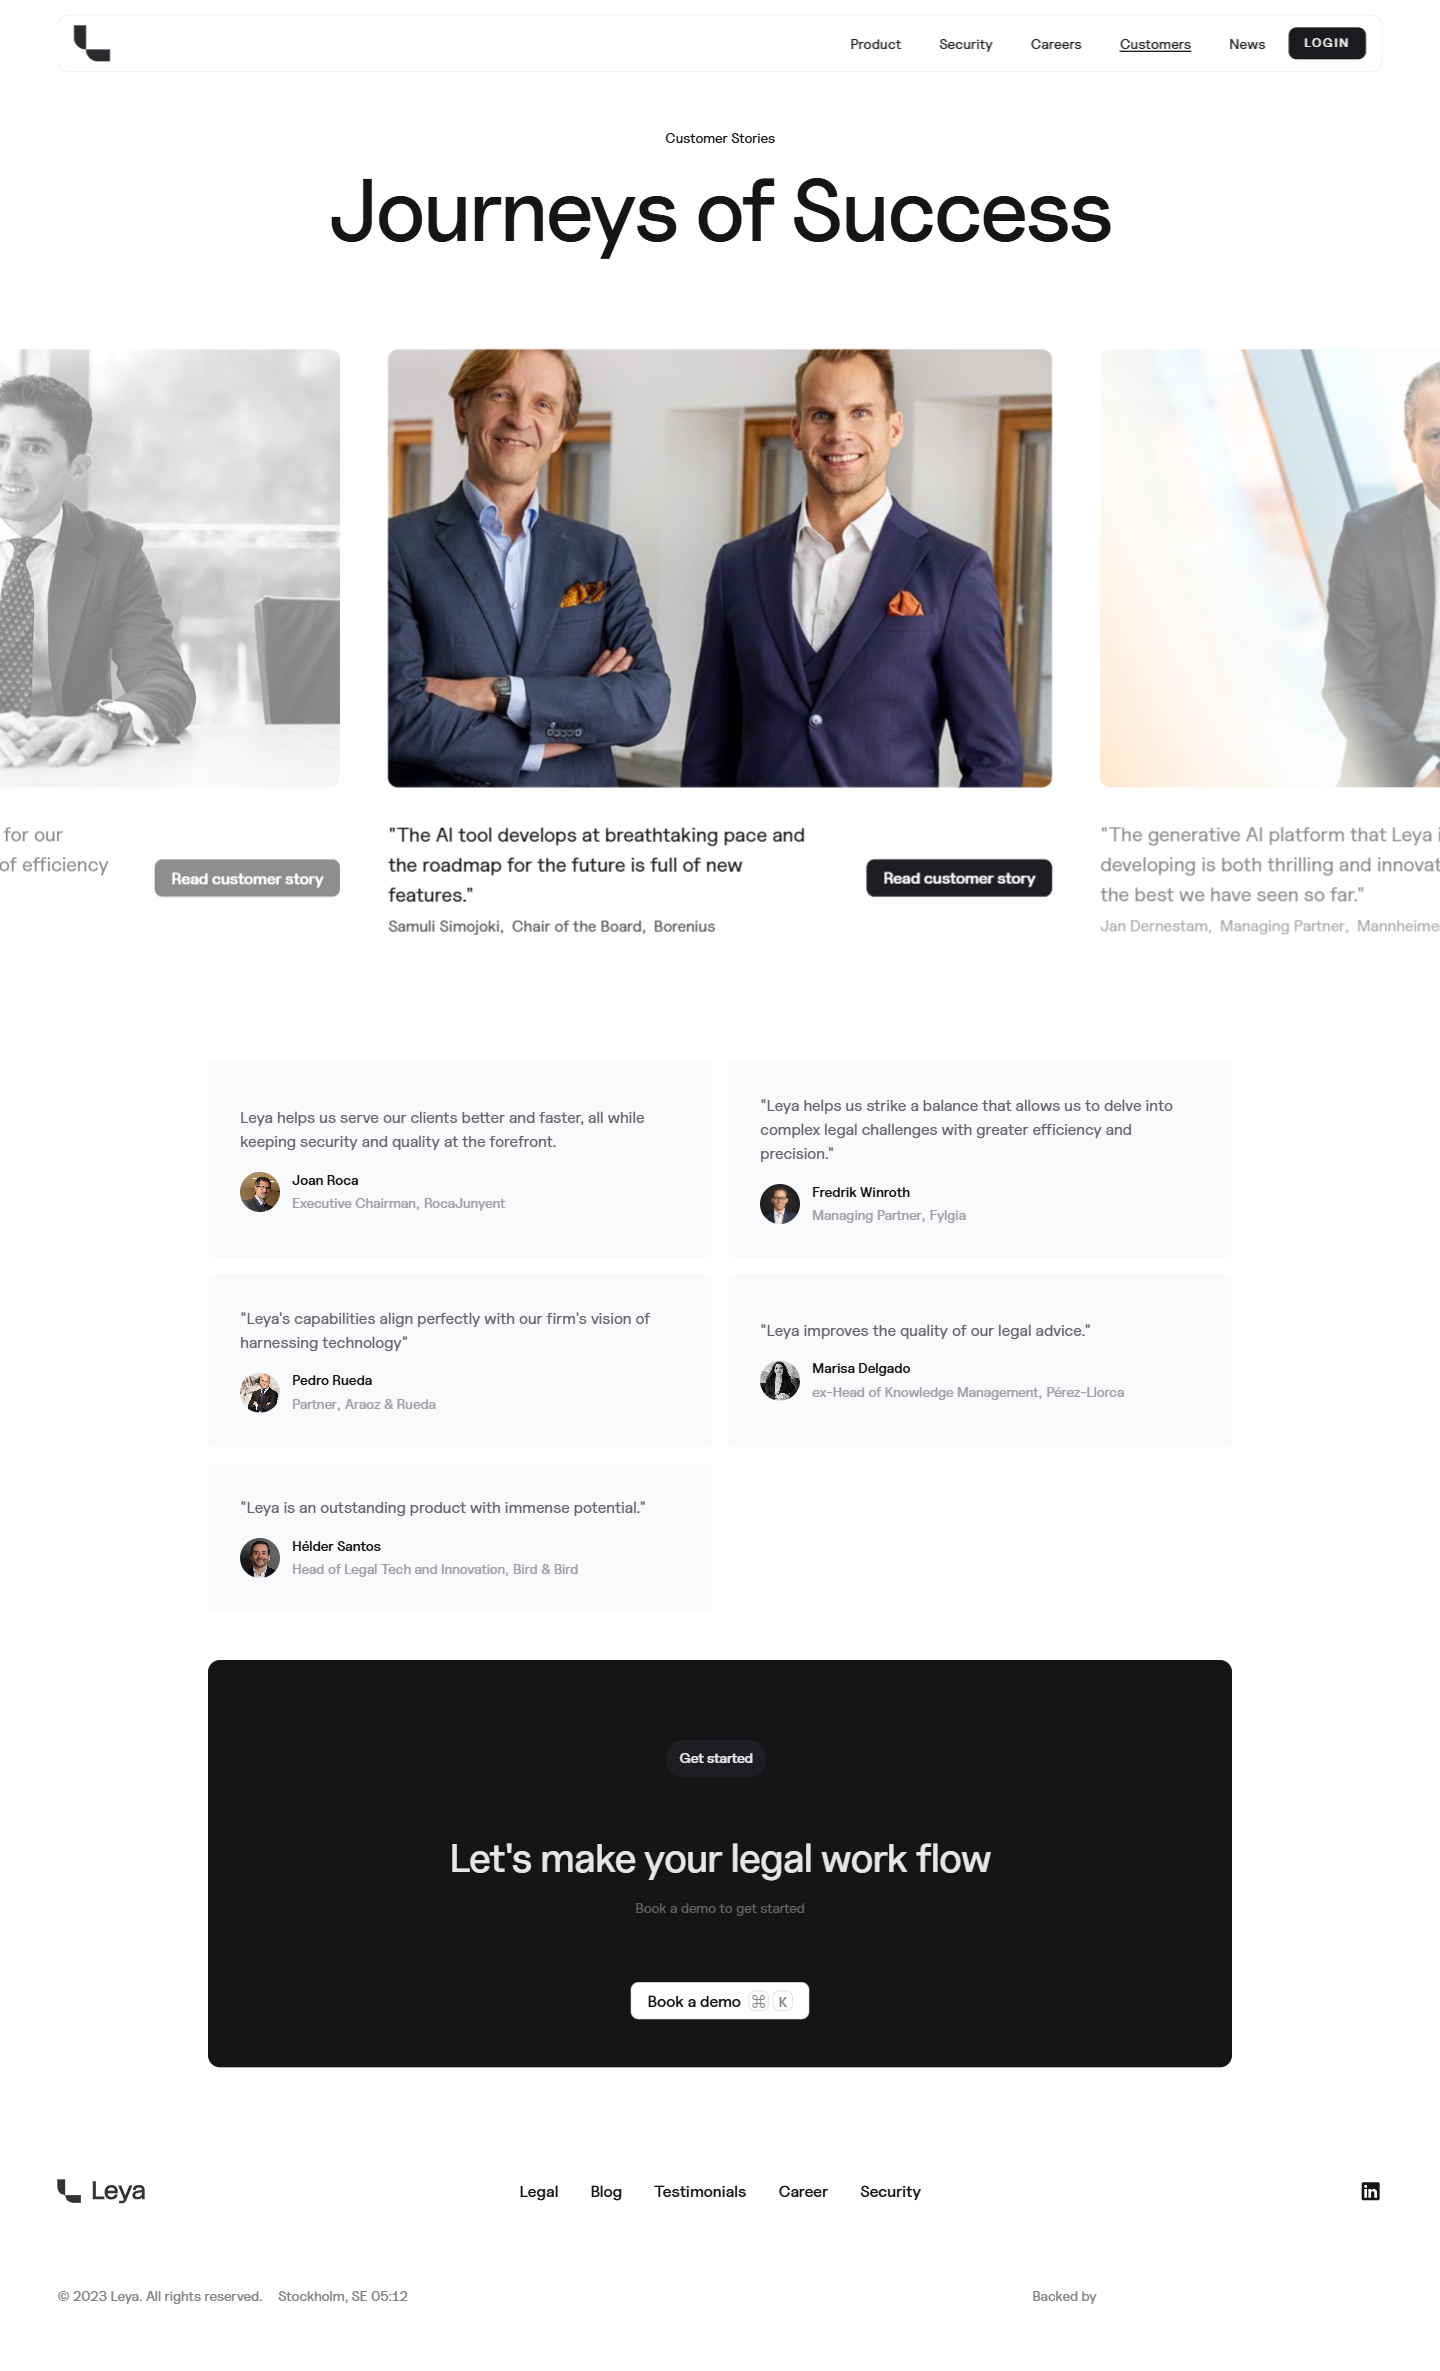 Product Security Careers Customers News LOGIN
Customer Stories
Journeys of Success
for our
of efficiency
Read customer story
"The AI tool develops at breathtaking pace and
the roadmap for the future is full of new
features."
Samuli Simojoki, Chair of the Board, Borenius
Read customer story
"The generative AI platform that Leya
developing is both thrilling and
the best we have seen so far."
Jan Dernestam, Managing Partner,
Leya helps us serve our clients better and faster, all while
keeping security and quality at the forefront.
Joan Roca
Executive Chairman, RocaJunyent
"Leya helps us strike a balance that allows us to delve into
complex legal challenges with greater efficiency and
precision."
Fredrik Winroth
Managing Partner, Fylgia
"Leya's capabilities align perfectly with our firm's vision of
harnessing technology"
Pedro Rueda
Partner, Araoz & Rueda
"Leya improves the quality of our legal advice."
Marisa Delgado
ex-Head of Knowledge Management, Pérez-Llorca
"Leya is an outstanding product with immense potential."
Hélder Santos
Head of Legal Tech and Innovation, Bird & Bird
Get started
Let's make your legal work flow
Book a demo to get started
Book a demo ⌘ K
Leya
Legal Blog Testimonials Career Security
in
© 2023 Leya. All rights reserved. Stockholm, SE 05:12
Backed by